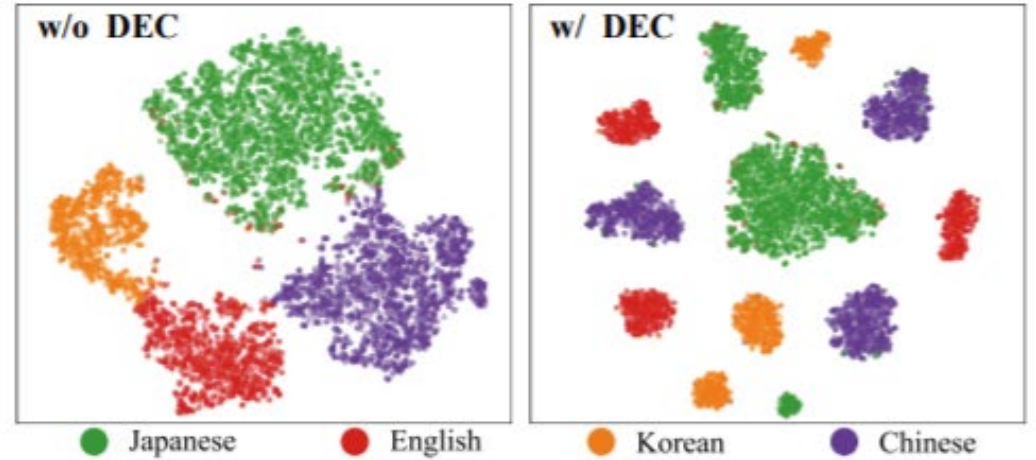 w/o DEC
w/ DEC
Japanese
English
Korean
Chinese